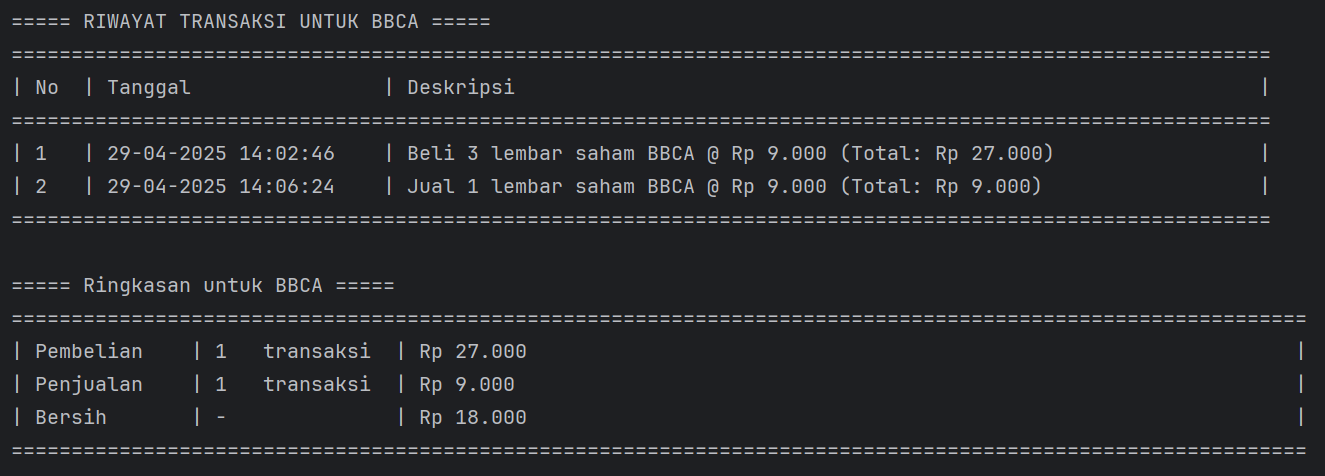 ===== RIWAYAT TRANSAKSI UNTUK BBCA =====
=========================================================================================================
| No  | Tanggal                | Deskripsi                                                              |
=========================================================================================================
| 1   | 29-04-2025 14:02:46    | Beli 3 lembar saham BBCA @ Rp 9.000 (Total: Rp 27.000)                 |
| 2   | 29-04-2025 14:06:24    | Jual 1 lembar saham BBCA @ Rp 9.000 (Total: Rp 9.000)                  |
=========================================================================================================

===== Ringkasan untuk BBCA =====
============================================================================================================
| Pembelian    | 1   transaksi  | Rp 27.000                                                                |
| Penjualan    | 1   transaksi  | Rp 9.000                                                                 |
| Bersih       | -              | Rp 18.000                                                                |
============================================================================================================